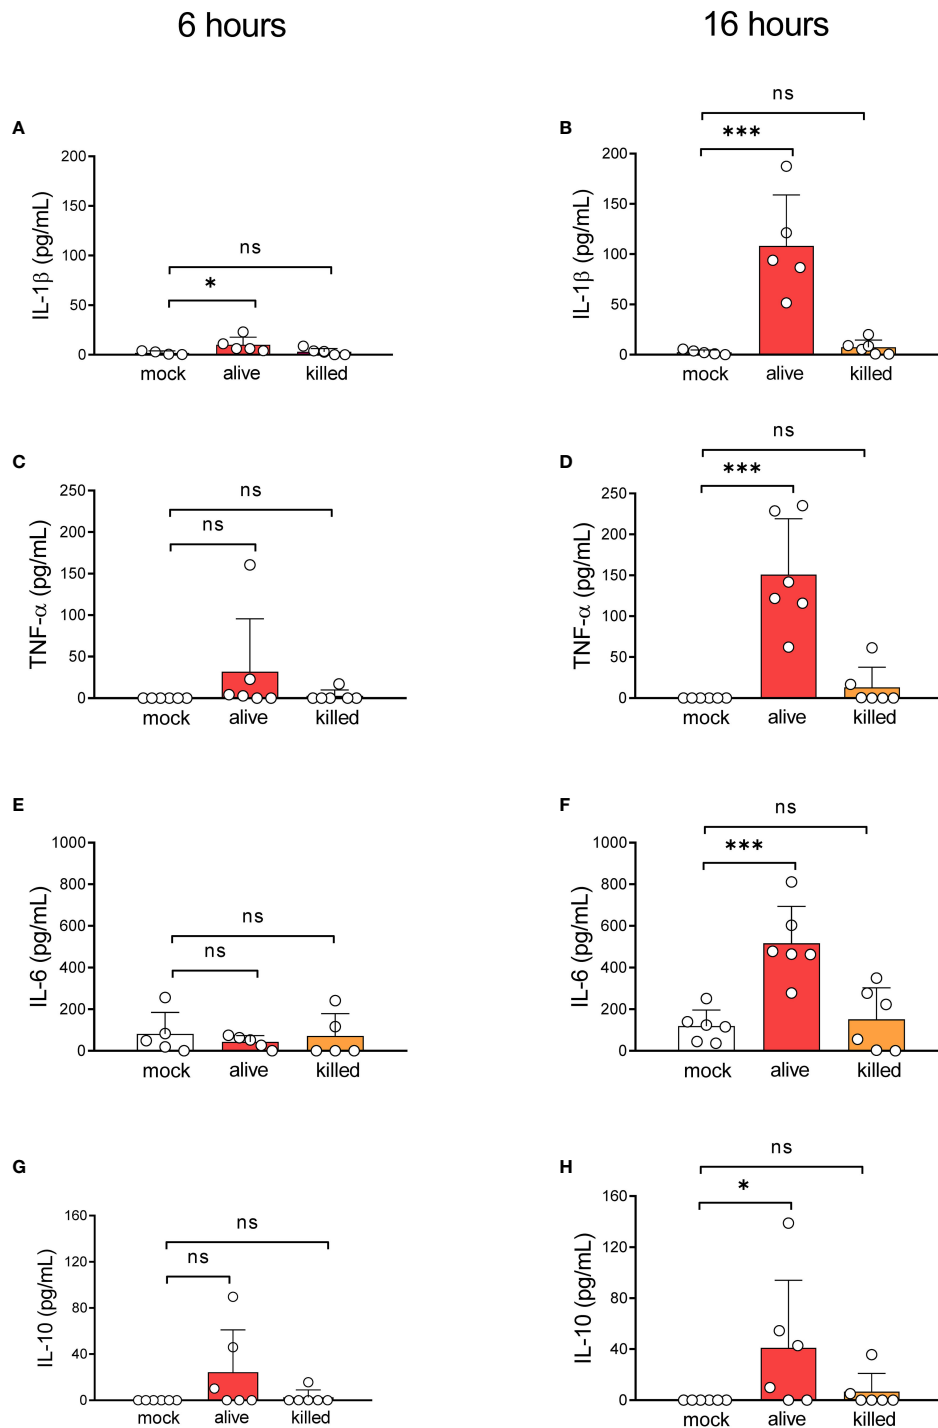 6 hours
16 hours
A
200
150
100
50
0
IL-1β (pg/mL)
ns
*
mock alive killed
B
200
150
100
50
0
IL-1β (pg/mL)
ns
***
mock alive killed
C
250
200
150
100
50
0
TNF-α (pg/mL)
ns
ns
mock alive killed
D
250
200
150
100
50
0
TNF-α (pg/mL)
ns
***
mock alive killed
E
1000
800
600
400
200
0
IL-6 (pg/mL)
ns
ns
mock alive killed
F
1000
800
600
400
200
0
IL-6 (pg/mL)
ns
***
mock alive killed
G
160
120
80
40
0
IL-10 (pg/mL)
ns
ns
mock alive killed
H
160
120
80
40
0
IL-10 (pg/mL)
ns
*
mock alive killed